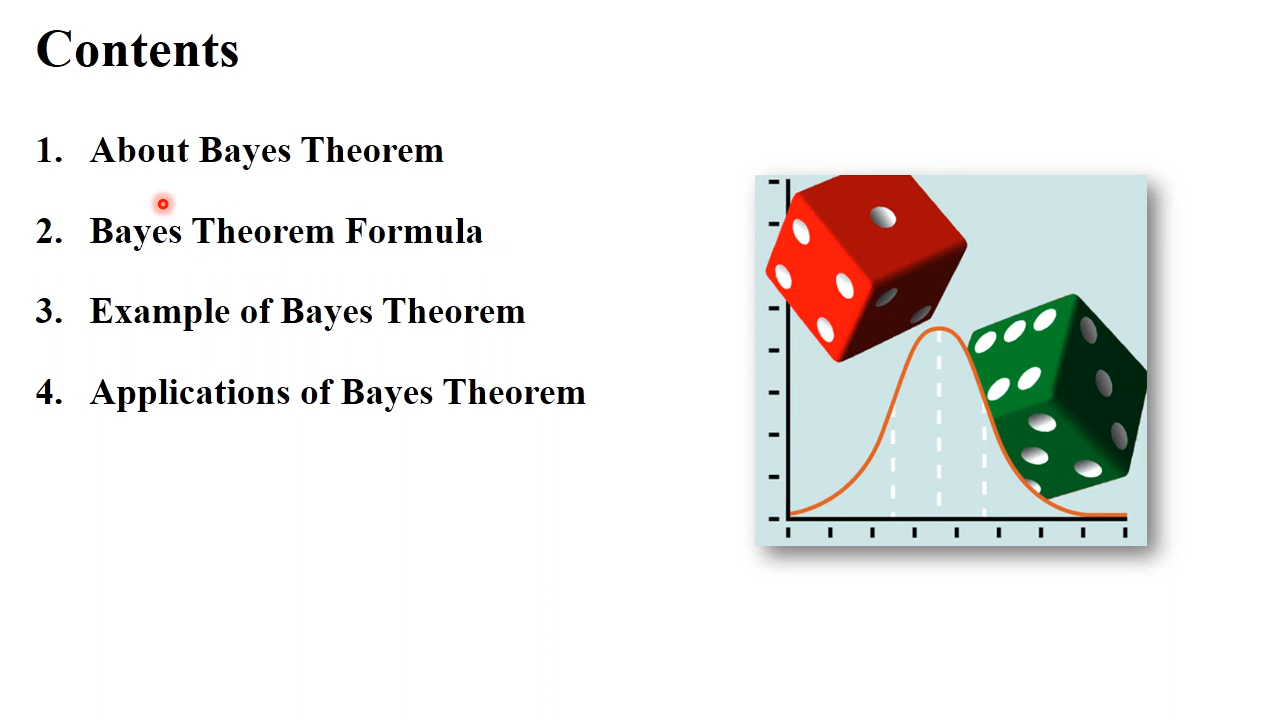 Contents
1. About Bayes Theorem
2. Bayes Theorem Formula
3. Example of Bayes Theorem
4. Applications of Bayes Theorem